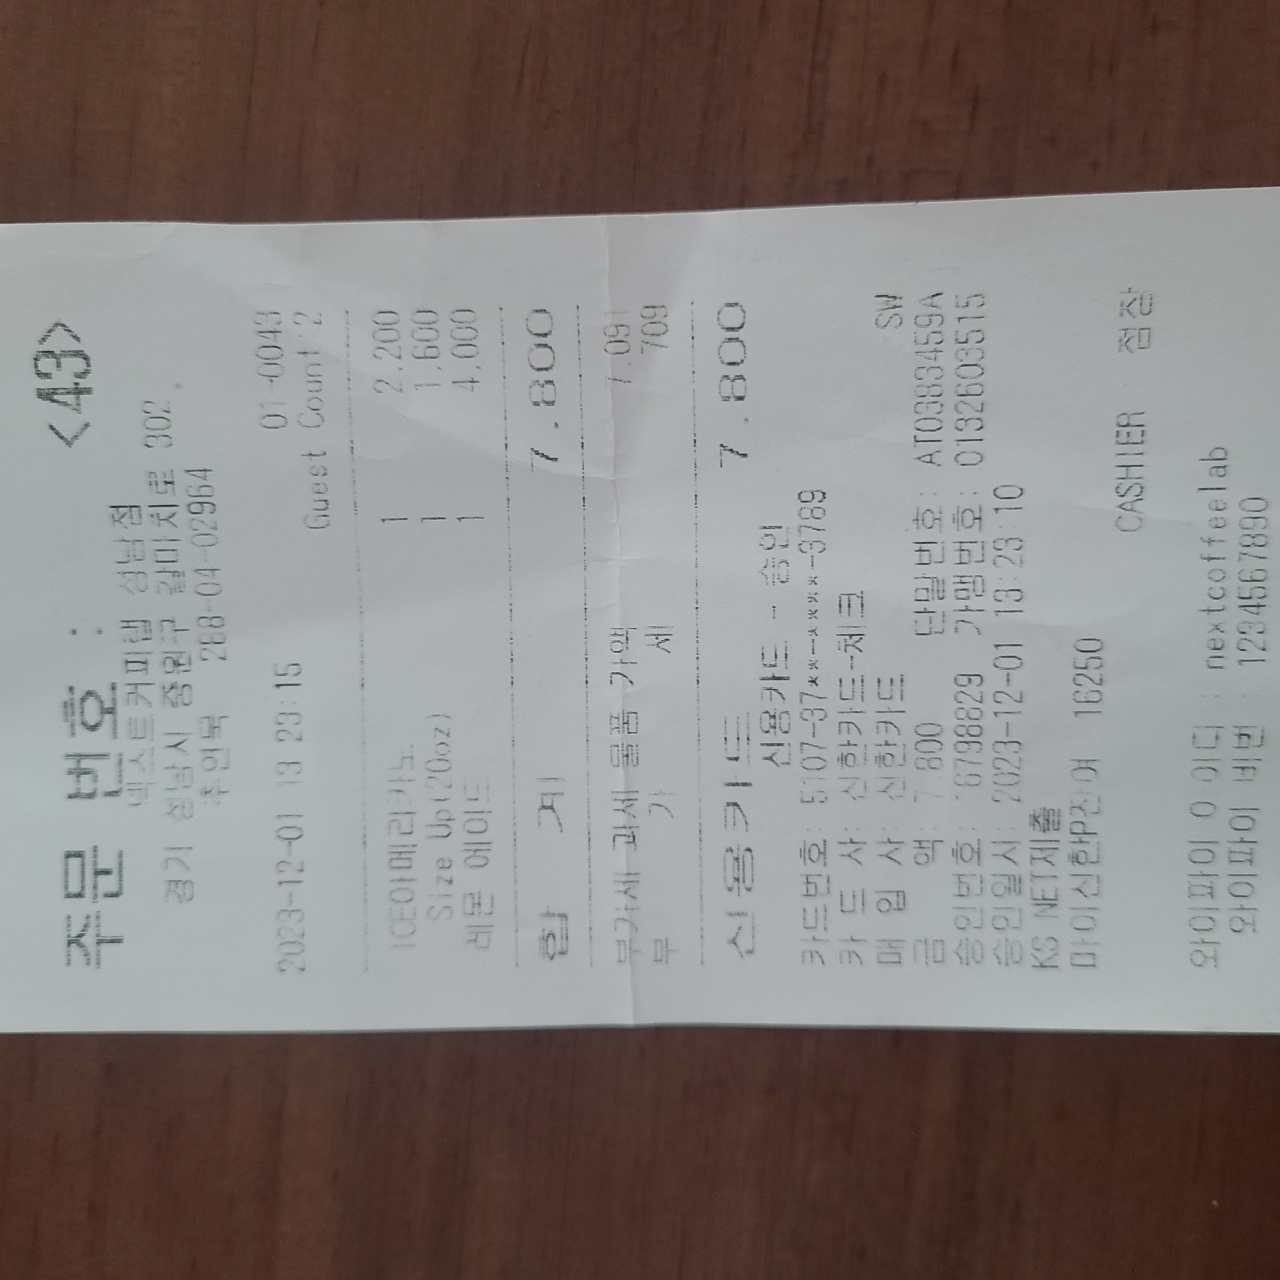 주문 번호: <43>
넥스트커피랩 성남점
경기 성남시 중원구 갈마치로 302,
추연욱 268-04-02964
2023-12-01 13:23:15 01-0043
Guest Count:2
ICE아메리카노 1 2.200
Size Up(20oz) 1 1.600
레몬 에이드 1 4.000
합 계 7.800
부가세 과세 물품 가액 7.091
부 가 세 709
신용카드 7.800
신용카드 - 승인
카드번호: 5107-37**-****-3789
카 드 사: 신한카드-체크
매 입 사: 신한카드 SW
금 액: 7.800 단말번호: AT0383459A
승인번호: 16798829 가맹번호: 0132603515
승인일시: 2023-12-01 13:23:10
KS NET제출
마이신한P잔여 16250
CASHIER : 점장
와이파이 아이디 : nextcoffeelab
와이파이 비번 : 1234567890